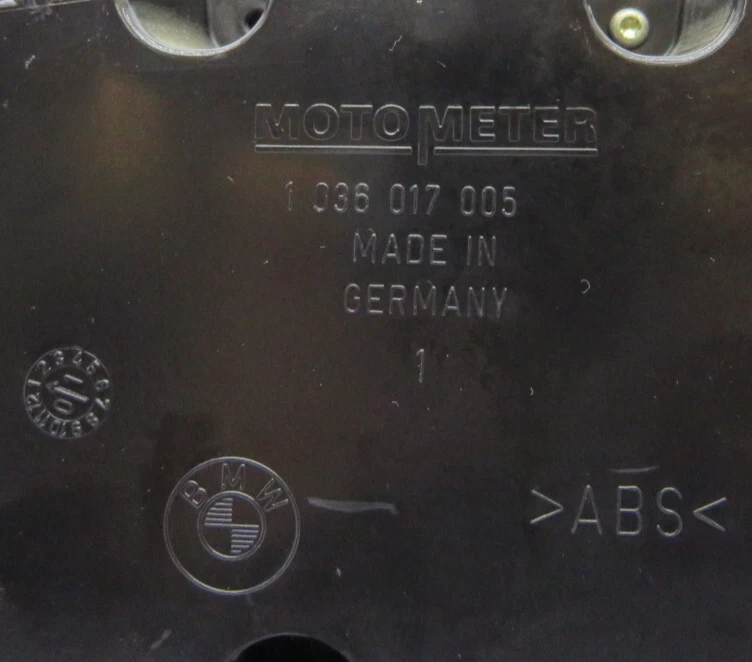 MOTOMETER
1 036 017 005
MADE IN
GERMANY
1
BMW
>ABS<